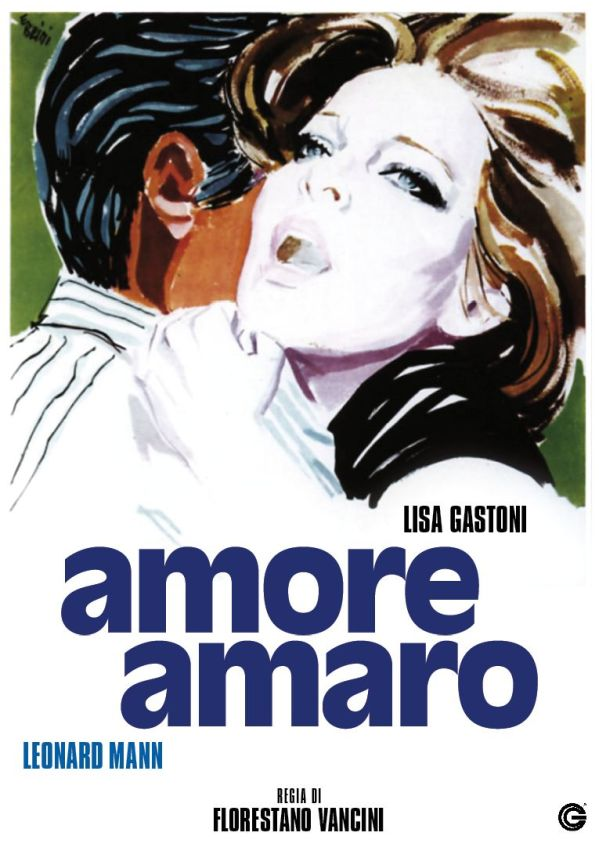 LISA GASTONI
amore
amaro
LEONARD MANN
REGIA DI
FLORESTANO VANCINI